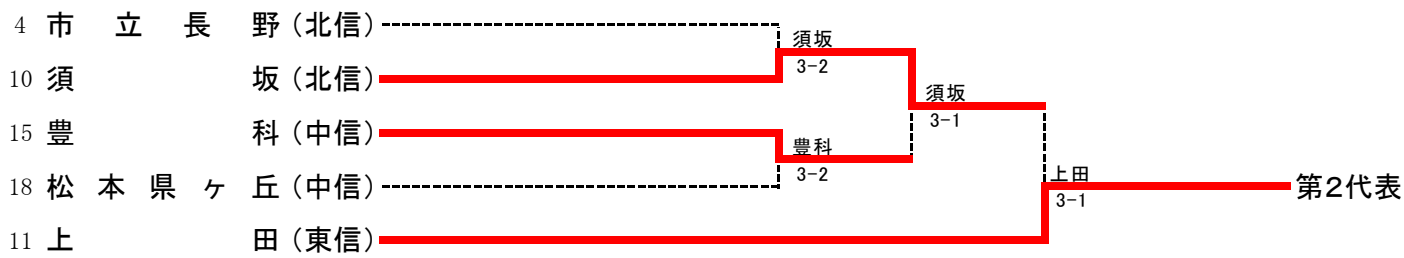 4 市立長野(北信)
須坂
3-2
10 須坂(北信)
須坂
3-1
15 豊科(中信)
豊科
3-2
18 松本県ヶ丘(中信)
上田
3-1
第2代表
11 上田(東信)